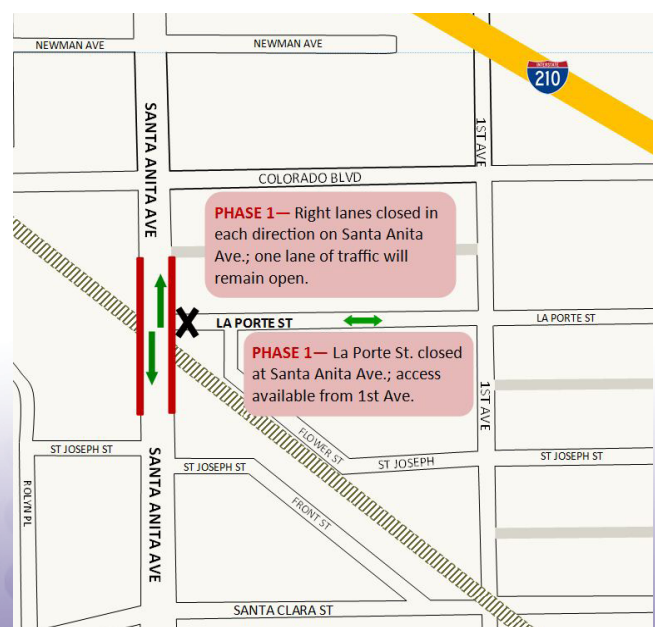 NEWMAN AVE
NEWMAN AVE
INTERSTATE
210
SANTA ANITA AVE
1ST AVE
COLORADO BLVD
PHASE 1— Right lanes closed in
each direction on Santa Anita
Ave.; one lane of traffic will
remain open.
LA PORTE ST
LA PORTE ST
PHASE 1— La Porte St. closed
at Santa Anita Ave.; access
available from 1st Ave.
1ST AVE
FLOWER ST
ST JOSEPH ST
SANTA ANITA AVE
ST JOSEPH ST
ST JOSEPH
ST JOSEPH ST
ROLYN PL
FRONT ST
SANTA CLARA ST